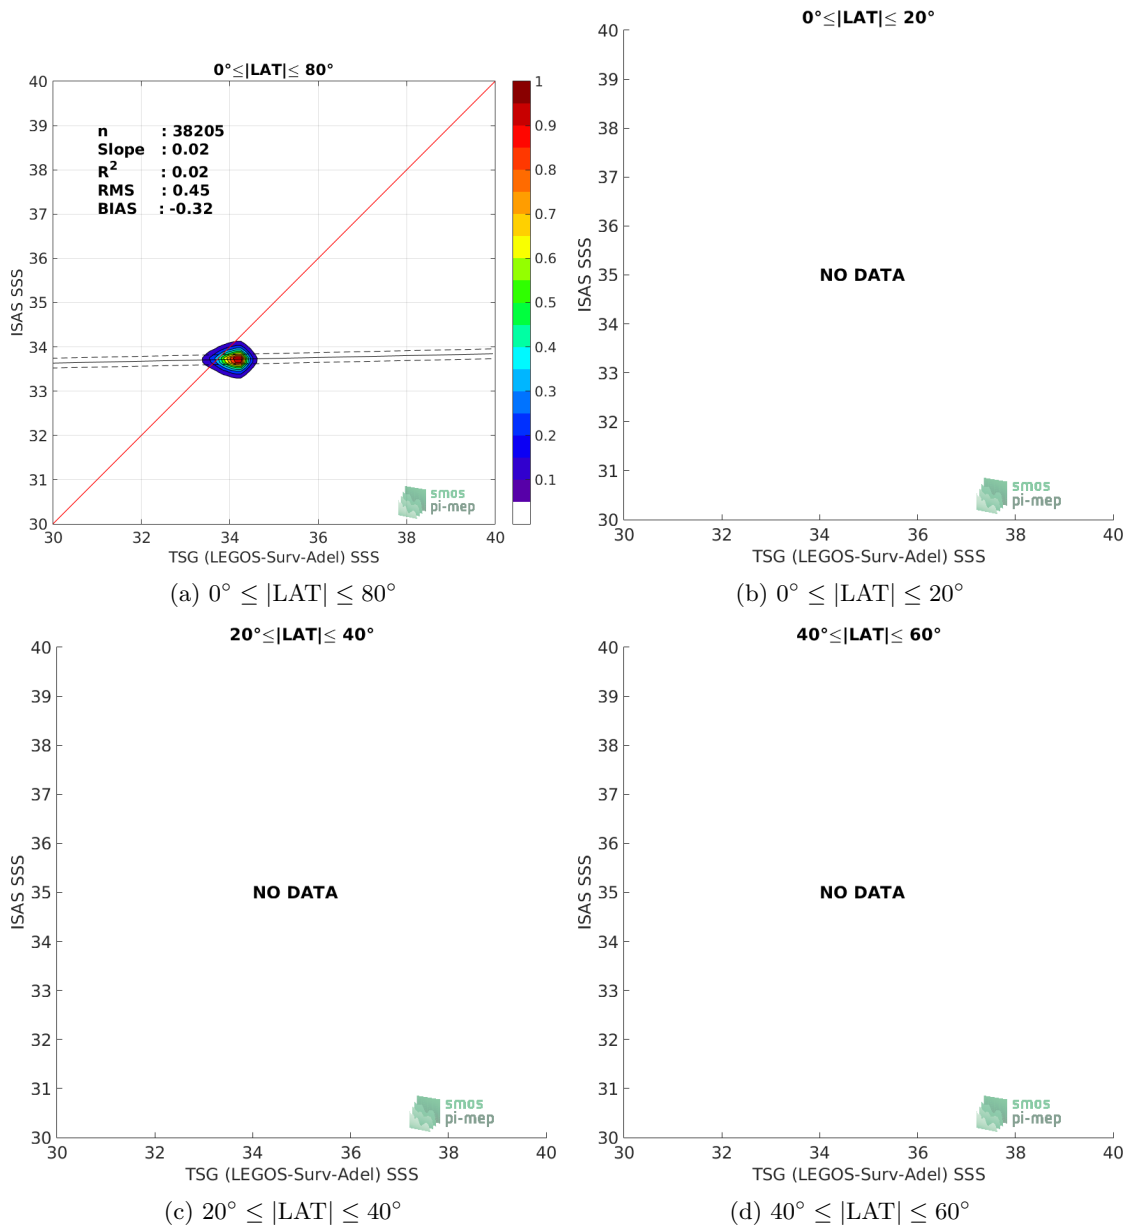 0°≤|LAT|≤ 80°
n : 38205
Slope : 0.02
R² : 0.02
RMS : 0.45
BIAS : -0.32
40
39
38
37
36
35
34
33
32
31
30
ISAS SSS
30 32 34 36 38 40
TSG (LEGOS-Surv-Adel) SSS
1
0.9
0.8
0.7
0.6
0.5
0.4
0.3
0.2
0.1
smos
pi-mep
(a) 0° ≤ |LAT| ≤ 80°
0°≤|LAT|≤ 20°
40
39
38
37
36
35
34
33
32
31
30
ISAS SSS
NO DATA
smos
pi-mep
30 32 34 36 38 40
TSG (LEGOS-Surv-Adel) SSS
(b) 0° ≤ |LAT| ≤ 20°
20°≤|LAT|≤ 40°
40
39
38
37
36
35
34
33
32
31
30
ISAS SSS
NO DATA
smos
pi-mep
30 32 34 36 38 40
TSG (LEGOS-Surv-Adel) SSS
(c) 20° ≤ |LAT| ≤ 40°
40°≤|LAT|≤ 60°
40
39
38
37
36
35
34
33
32
31
30
ISAS SSS
NO DATA
smos
pi-mep
30 32 34 36 38 40
TSG (LEGOS-Surv-Adel) SSS
(d) 40° ≤ |LAT| ≤ 60°